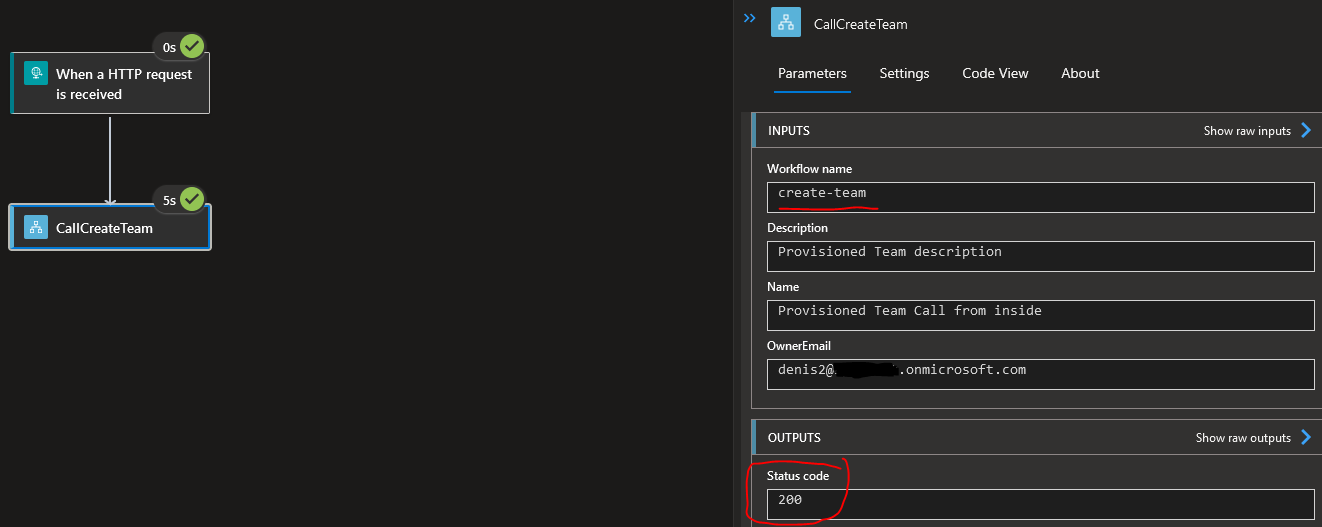 0s
When a HTTP request
is received
5s
CallCreateTeam
CallCreateTeam
Parameters Settings Code View About
INPUTS Show raw inputs
Workflow name
create-team
Description
Provisioned Team description
Name
Provisioned Team Call from inside
OwnerEmail
denis2@ .onmicrosoft.com
OUTPUTS Show raw outputs
Status code
200